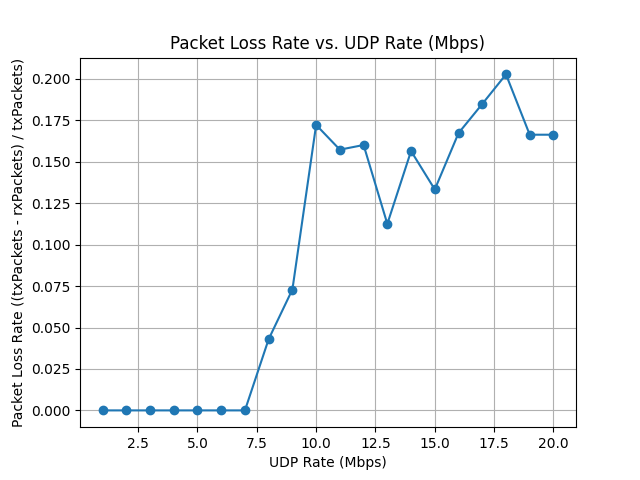 Packet Loss Rate vs. UDP Rate (Mbps)
Packet Loss Rate ((txPackets - rxPackets) / txPackets)
0.200
0.175
0.150
0.125
0.100
0.075
0.050
0.025
0.000
2.5 5.0 7.5 10.0 12.5 15.0 17.5 20.0
UDP Rate (Mbps)